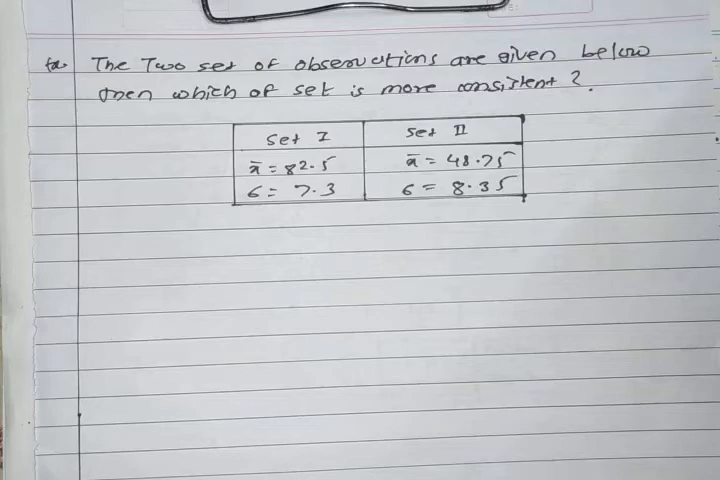 The Two set of observations are given below
then which of set is more consistent ?.
Set I
Set II
x̄ = 82.5
x̄ = 48.75
σ = 7.3
σ = 8.35